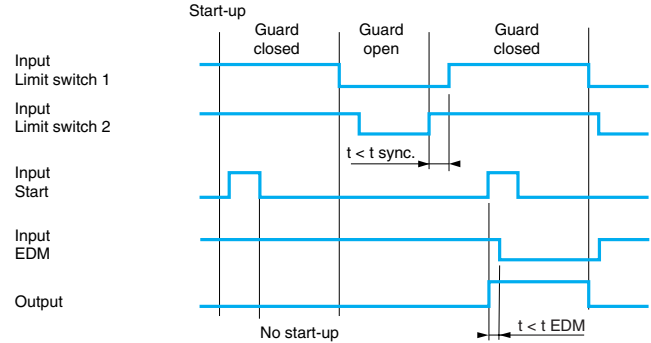 Start-up
Guard
closed
Guard
open
Guard
closed
Input
Limit switch 1
Input
Limit switch 2
t < t sync.
Input
Start
Input
EDM
Output
No start-up
t < t EDM